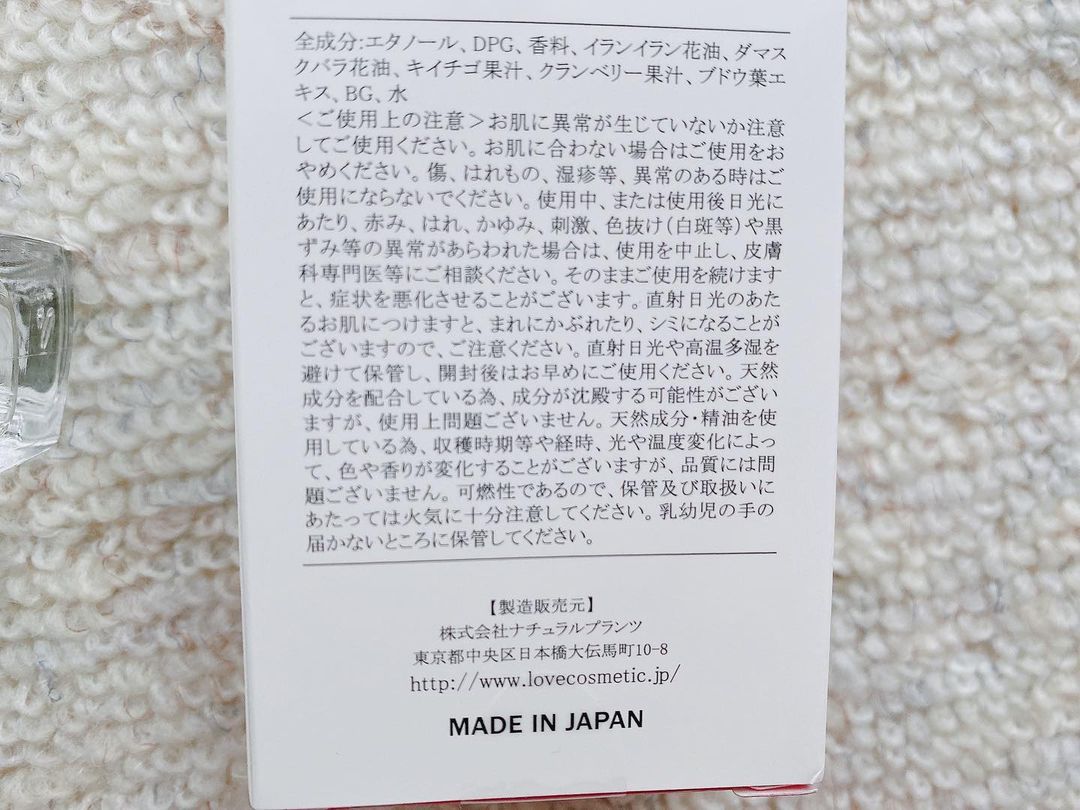 全成分:エタノール、DPG、香料、イランイラン花油、ダマス
クバラ花油、キイチゴ果汁、クランベリー果汁、ブドウ葉エ
キス、BG、水
＜ご使用上の注意＞お肌に異常が生じていないか注意
してご使用ください。お肌に合わない場合はご使用をお
やめください。傷、はれもの、湿疹等、異常のある時はご
使用にならないでください。使用中、または使用後日光に
あたり、赤み、はれ、かゆみ、刺激、色抜け(白斑等)や黒
ずみ等の異常があらわれた場合は、使用を中止し、皮膚
科専門医等にご相談ください。そのままご使用を続けます
と、症状を悪化させることがございます。直射日光のあた
るお肌につけますと、まれにかぶれたり、シミになることが
ございますので、ご注意ください。直射日光や高温多湿を
避けて保管し、開封後はお早めにご使用ください。天然
成分を配合している為、成分が沈殿する可能性がござい
ますが、使用上問題ございません。天然成分・精油を使
用している為、収穫時期等や経時、光や温度変化によっ
て、色や香りが変化することがございますが、品質には問
題ございません。可燃性であるので、保管及び取扱いに
あたっては火気に十分注意してください。乳幼児の手の
届かないところに保管してください。
【製造販売元】
株式会社ナチュラルプランツ
東京都中央区日本橋大伝馬町10-8
http://www.lovecosmetic.jp/
MADE IN JAPAN